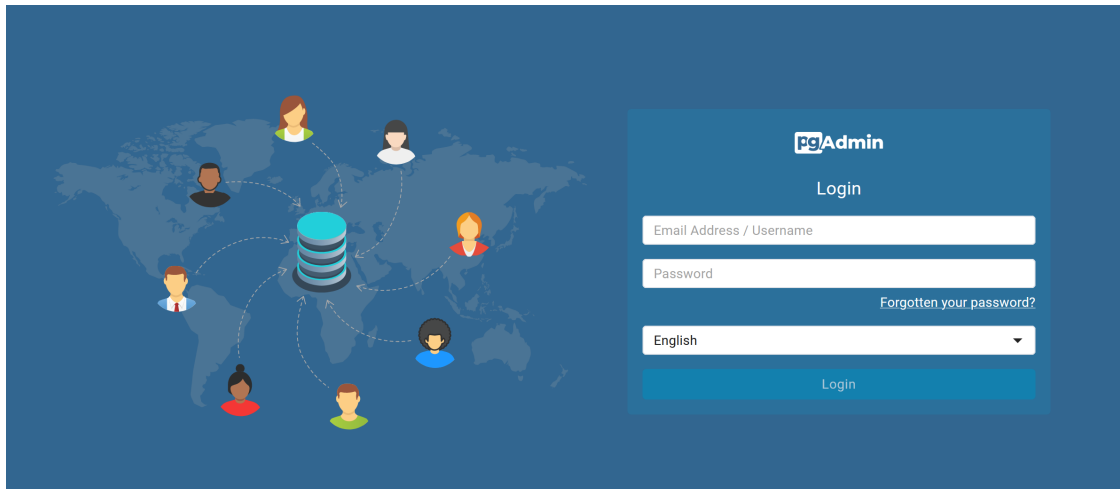 pgAdmin
Login
Email Address / Username
Password
Forgotten your password?
English
Login